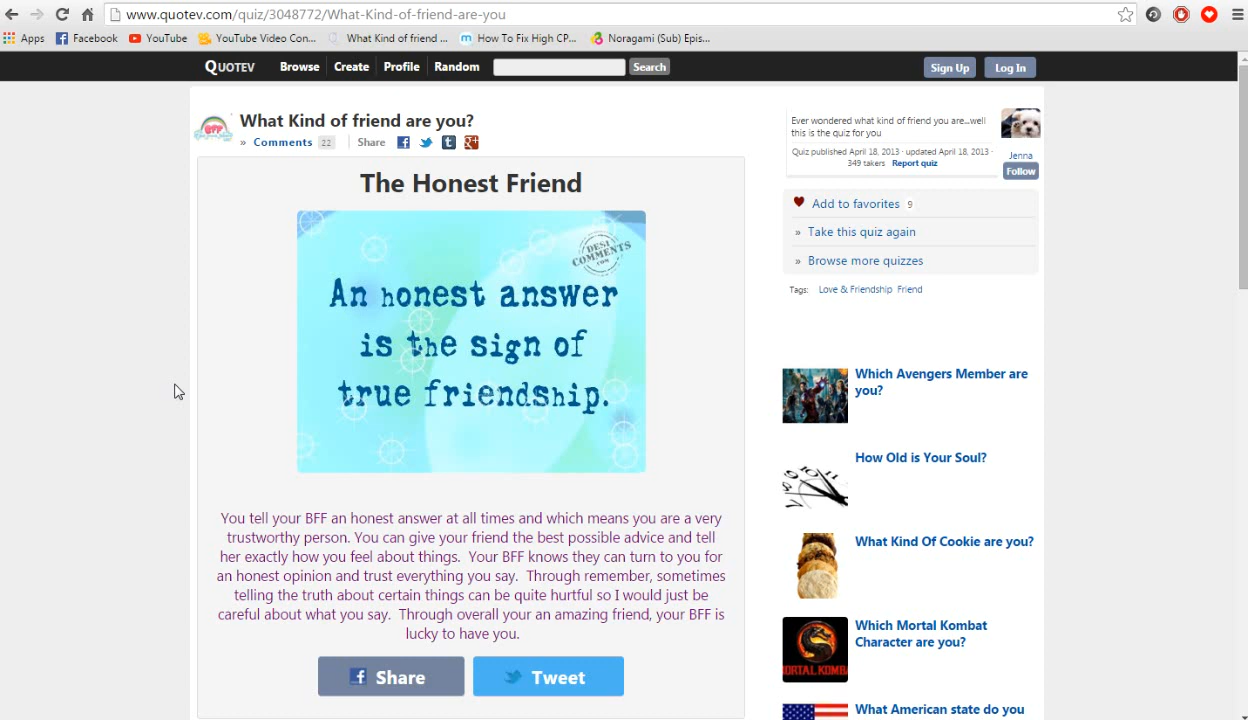 www.quotev.com/quiz/3048772/What-Kind-of-friend-are-you
Apps Facebook YouTube YouTube Video Con... What Kind of friend ... How To Fix High CP... Noragami (Sub) Epis...
QUOTEV Browse Create Profile Random Search Sign Up Log In
What Kind of friend are you?
» Comments 22 Share
The Honest Friend
DESI
COMMENTS
.COM
An honest answer
is the sign of
true friendship.
You tell your BFF an honest answer at all times and which means you are a very
trustworthy person. You can give your friend the best possible advice and tell
her exactly how you feel about things. Your BFF knows they can turn to you for
an honest opinion and trust everything you say. Through remember, sometimes
telling the truth about certain things can be quite hurtful so I would just be
careful about what you say. Through overall your an amazing friend, your BFF is
lucky to have you.
Share Tweet
Ever wondered what kind of friend you are...well
this is the quiz for you
Quiz published April 18, 2013 · updated April 18, 2013 ·
349 takers Report quiz
Jenna
Follow
Add to favorites 9
» Take this quiz again
» Browse more quizzes
Tags: Love & Friendship Friend
Which Avengers Member are
you?
How Old is Your Soul?
What Kind Of Cookie are you?
Which Mortal Kombat
Character are you?
What American state do you